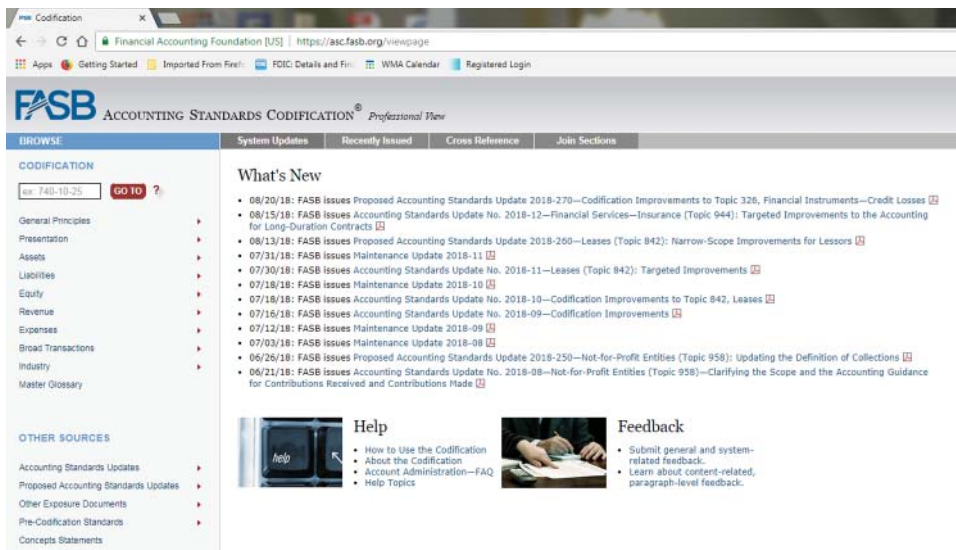 Codification
Financial Accounting Foundation [US] | https://asc.fasb.org/viewpage
Apps Getting Started Imported From Firef FDIC: Details and Fin WMA Calendar Registered Login
FASB ACCOUNTING STANDARDS CODIFICATION® Professional View
BROWSE
System Updates Recently Issued Cross Reference Join Sections
CODIFICATION
ex: 740-10-25 GO TO ?
General Principles
Presentation
Assets
Liabilities
Equity
Revenue
Expenses
Broad Transactions
Industry
Master Glossary
OTHER SOURCES
Accounting Standards Updates
Proposed Accounting Standards Updates
Other Exposure Documents
Pre-Codification Standards
Concepts Statements
What's New
• 08/20/18: FASB issues Proposed Accounting Standards Update 2018-270—Codification Improvements to Topic 326, Financial Instruments—Credit Losses
• 08/15/18: FASB issues Accounting Standards Update No. 2018-12—Financial Services—Insurance (Topic 944): Targeted Improvements to the Accounting
for Long-Duration Contracts
• 08/13/18: FASB issues Proposed Accounting Standards Update 2018-260—Leases (Topic 842): Narrow-Scope Improvements for Lessors
• 07/31/18: FASB issues Maintenance Update 2018-11
• 07/30/18: FASB issues Accounting Standards Update No. 2018-11—Leases (Topic 842): Targeted Improvements
• 07/18/18: FASB issues Maintenance Update 2018-10
• 07/18/18: FASB issues Accounting Standards Update No. 2018-10—Codification Improvements to Topic 842, Leases
• 07/16/18: FASB issues Accounting Standards Update No. 2018-09—Codification Improvements
• 07/12/18: FASB issues Maintenance Update 2018-09
• 07/03/18: FASB issues Maintenance Update 2018-08
• 06/26/18: FASB issues Proposed Accounting Standards Update 2018-250—Not-for-Profit Entities (Topic 958): Updating the Definition of Collections
• 06/21/18: FASB issues Accounting Standards Update No. 2018-08—Not-for-Profit Entities (Topic 958)—Clarifying the Scope and the Accounting Guidance
for Contributions Received and Contributions Made
help
Help
• How to Use the Codification
• About the Codification
• Account Administration—FAQ
• Help Topics
Feedback
• Submit general and system-
related feedback.
• Learn about content-related,
paragraph-level feedback.